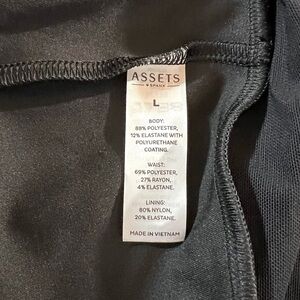 ASSETS
SPANX
L
BODY:
88% POLYESTER,
12% ELASTANE WITH
POLYURETHANE
COATING.
WAIST:
69% POLYESTER,
27% RAYON,
4% ELASTANE.
LINING:
80% NYLON,
20% ELASTANE.
MADE IN VIETNAM